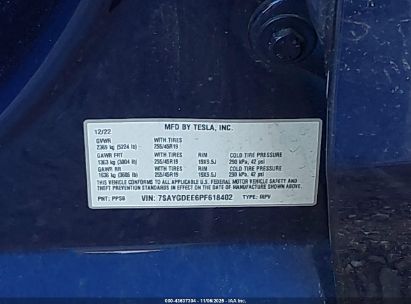 12/22 MFD BY TESLA, INC.
GVWR WITH TIRES
2369 kg (5224 lb) 255/45R19
GAWR FRT WITH TIRES RIM COLD TIRE PRESSURE
1363 kg (3004 lb) 255/45R19 19X9.5J 290 kPa, 42 psi
GAWR RR WITH TIRES RIM COLD TIRE PRESSURE
1636 kg (3606 lb) 255/45R19 19X9.5J 290 kPa, 42 psi
THIS VEHICLE CONFORMS TO ALL APPLICABLE U.S. FEDERAL MOTOR VEHICLE SAFETY AND
THEFT PREVENTION STANDARDS IN EFFECT ON THE DATE OF MANUFACTURE SHOWN ABOVE.
PNT: PPSB VIN: 7SAYGDEE6PF618402 TYPE: MPV